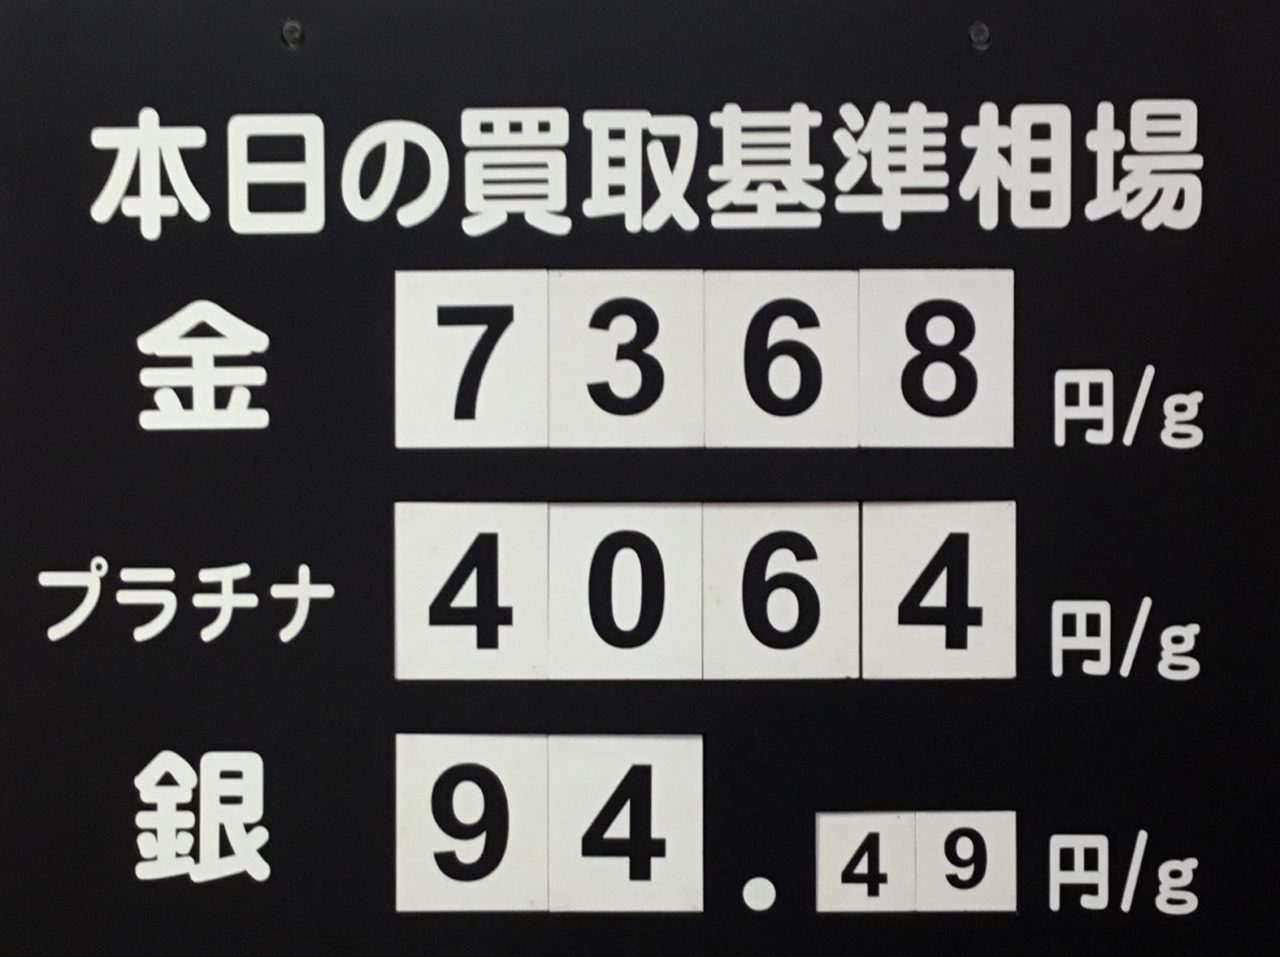 本日の買取基準相場
金 7368 円/g
プラチナ 4064 円/g
銀 94.49 円/g